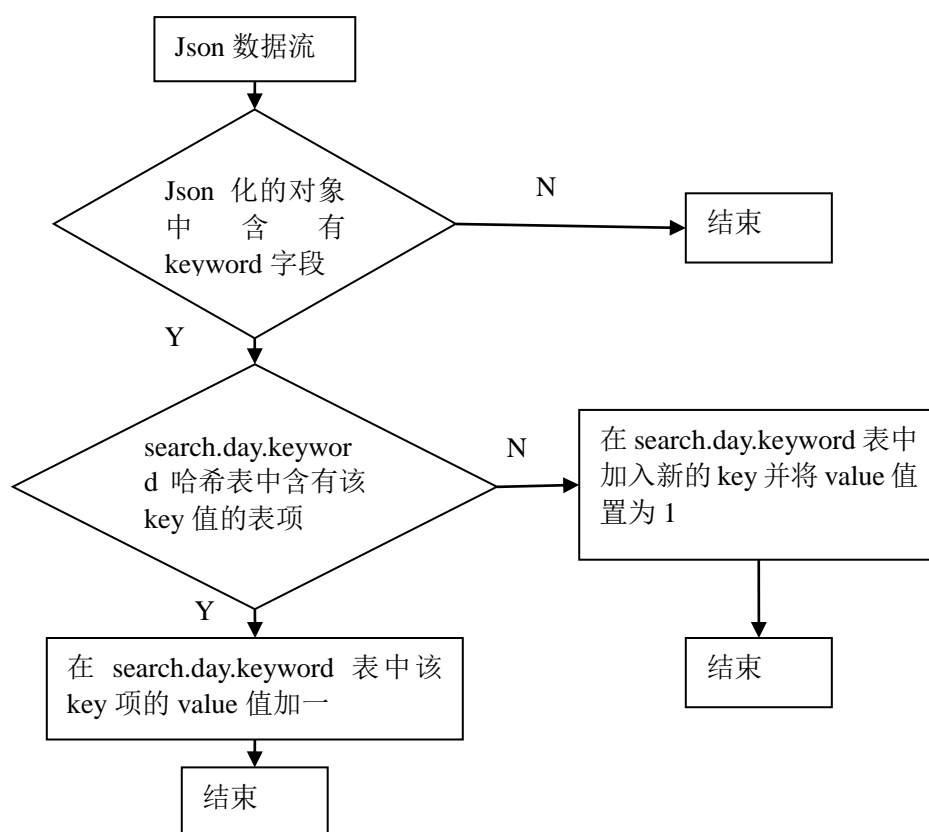 Json 数据流
Json 化的对象
中含有
keyword 字段
N
结束
Y
search.day.keywor
d 哈希表中含有该
key 值的表项
N
在 search.day.keyword 表中
加入新的 key 并将 value 值
置为 1
Y
结束
在 search.day.keyword 表中该
key 项的 value 值加一
结束